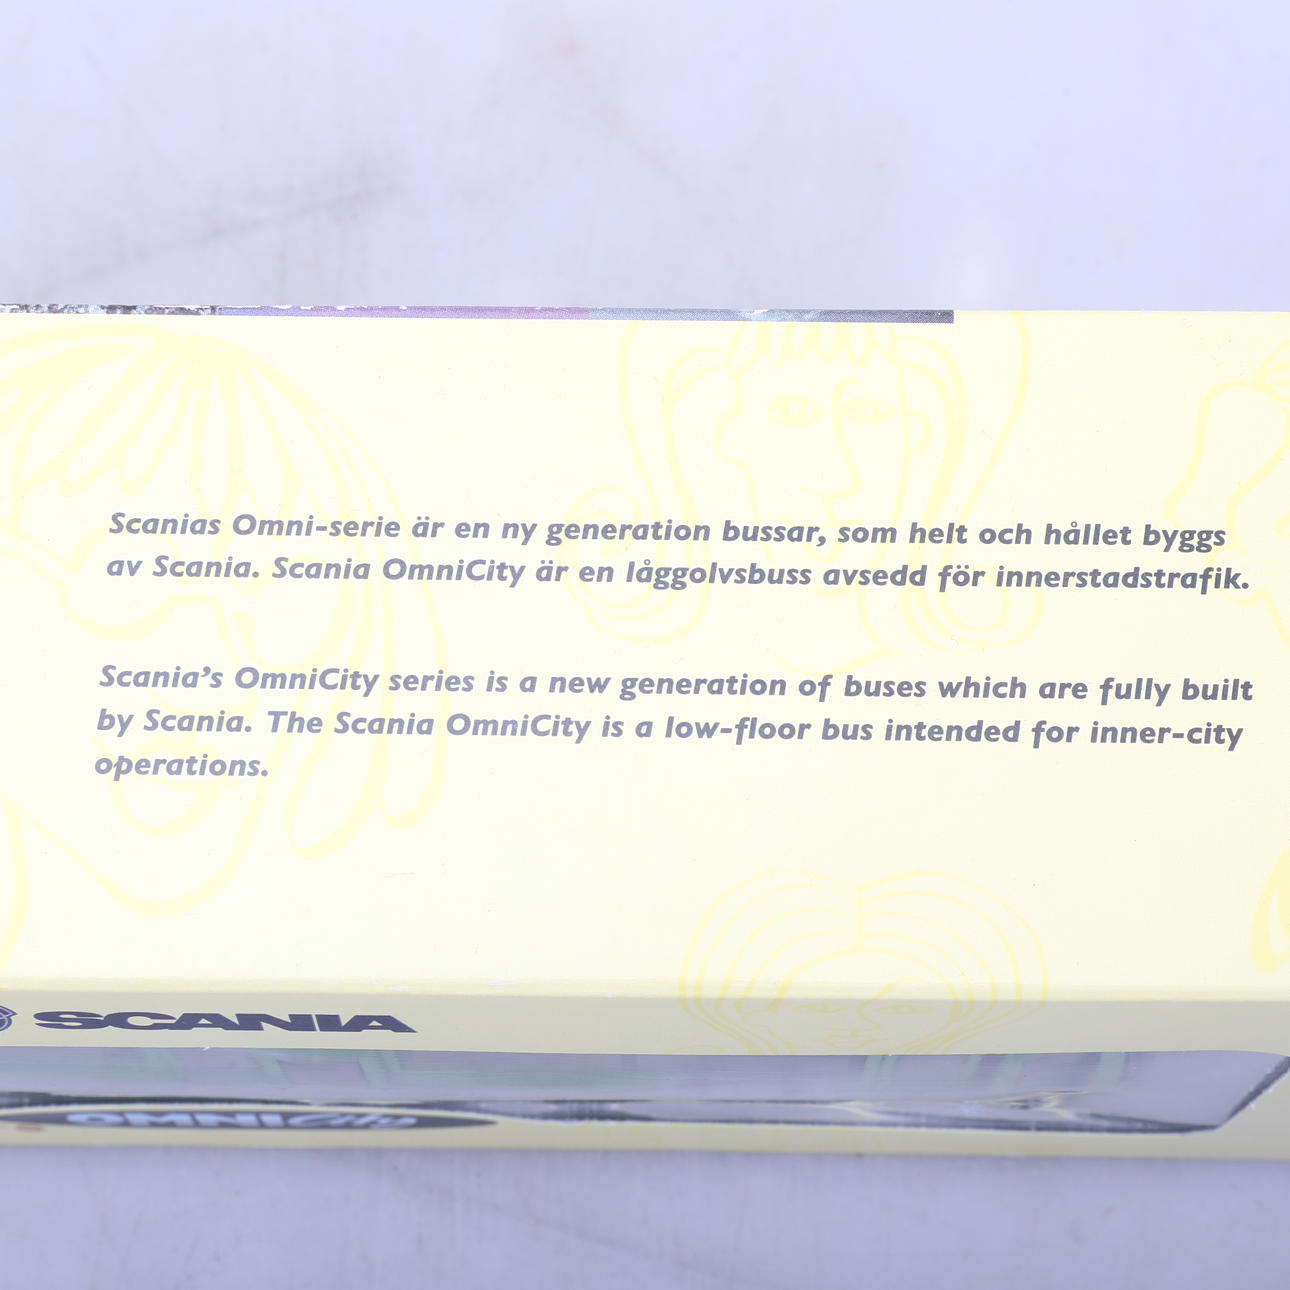 Scanias Omni-serie är en ny generation bussar, som helt och hållet byggs
av Scania. Scania OmniCity är en låggolvsbuss avsedd för innerstadstrafik.
Scania’s OmniCity series is a new generation of buses which are fully built
by Scania. The Scania OmniCity is a low-floor bus intended for inner-city
operations.
SCANIA
OMNICity